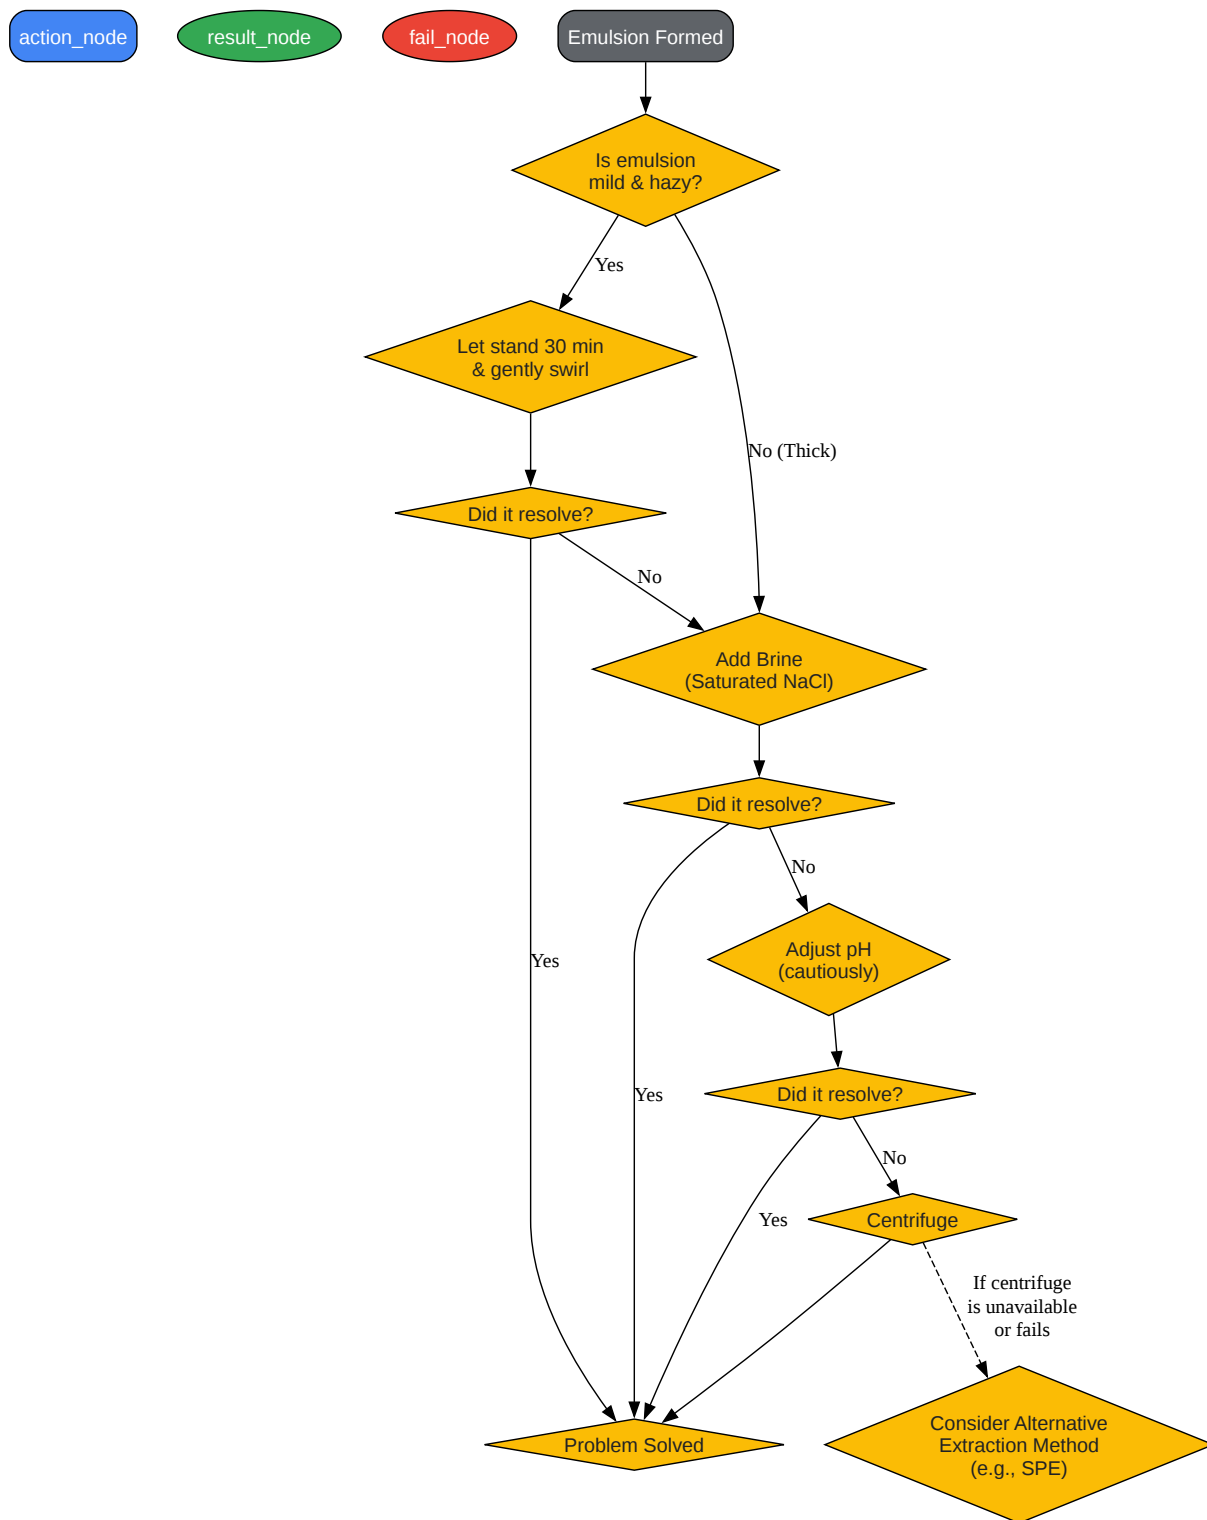 action_node
result_node
fail_node
Emulsion Formed
Is emulsion
mild & hazy?
Yes
Let stand 30 min
& gently swirl
No (Thick)
Did it resolve?
No
Add Brine
(Saturated NaCl)
Did it resolve?
No
Adjust pH
(cautiously)
Yes
Did it resolve?
Yes
No
Yes
Centrifuge
If centrifuge
is unavailable
or fails
Problem Solved
Consider Alternative
Extraction Method
(e.g., SPE)